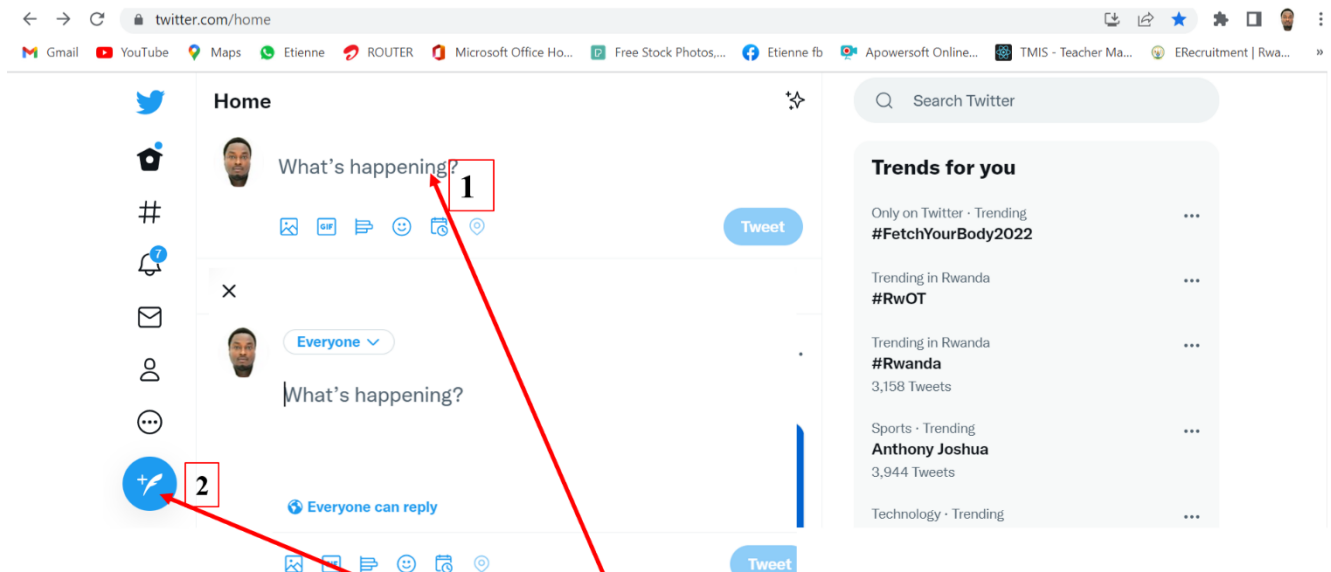 twitter.com/home
Gmail YouTube Maps Etienne ROUTER Microsoft Office Ho... Free Stock Photos,... Etienne fb Apowersoft Online... TMIS - Teacher Ma... ERecruitment | Rwa... »
Home
Search Twitter
What's happening?
1
GIF
Tweet
7
Everyone
What's happening?
2
Everyone can reply
GIF
Tweet
Trends for you
Only on Twitter · Trending
#FetchYourBody2022
Trending in Rwanda
#RwOT
Trending in Rwanda
#Rwanda
3,158 Tweets
Sports · Trending
Anthony Joshua
3,944 Tweets
Technology · Trending